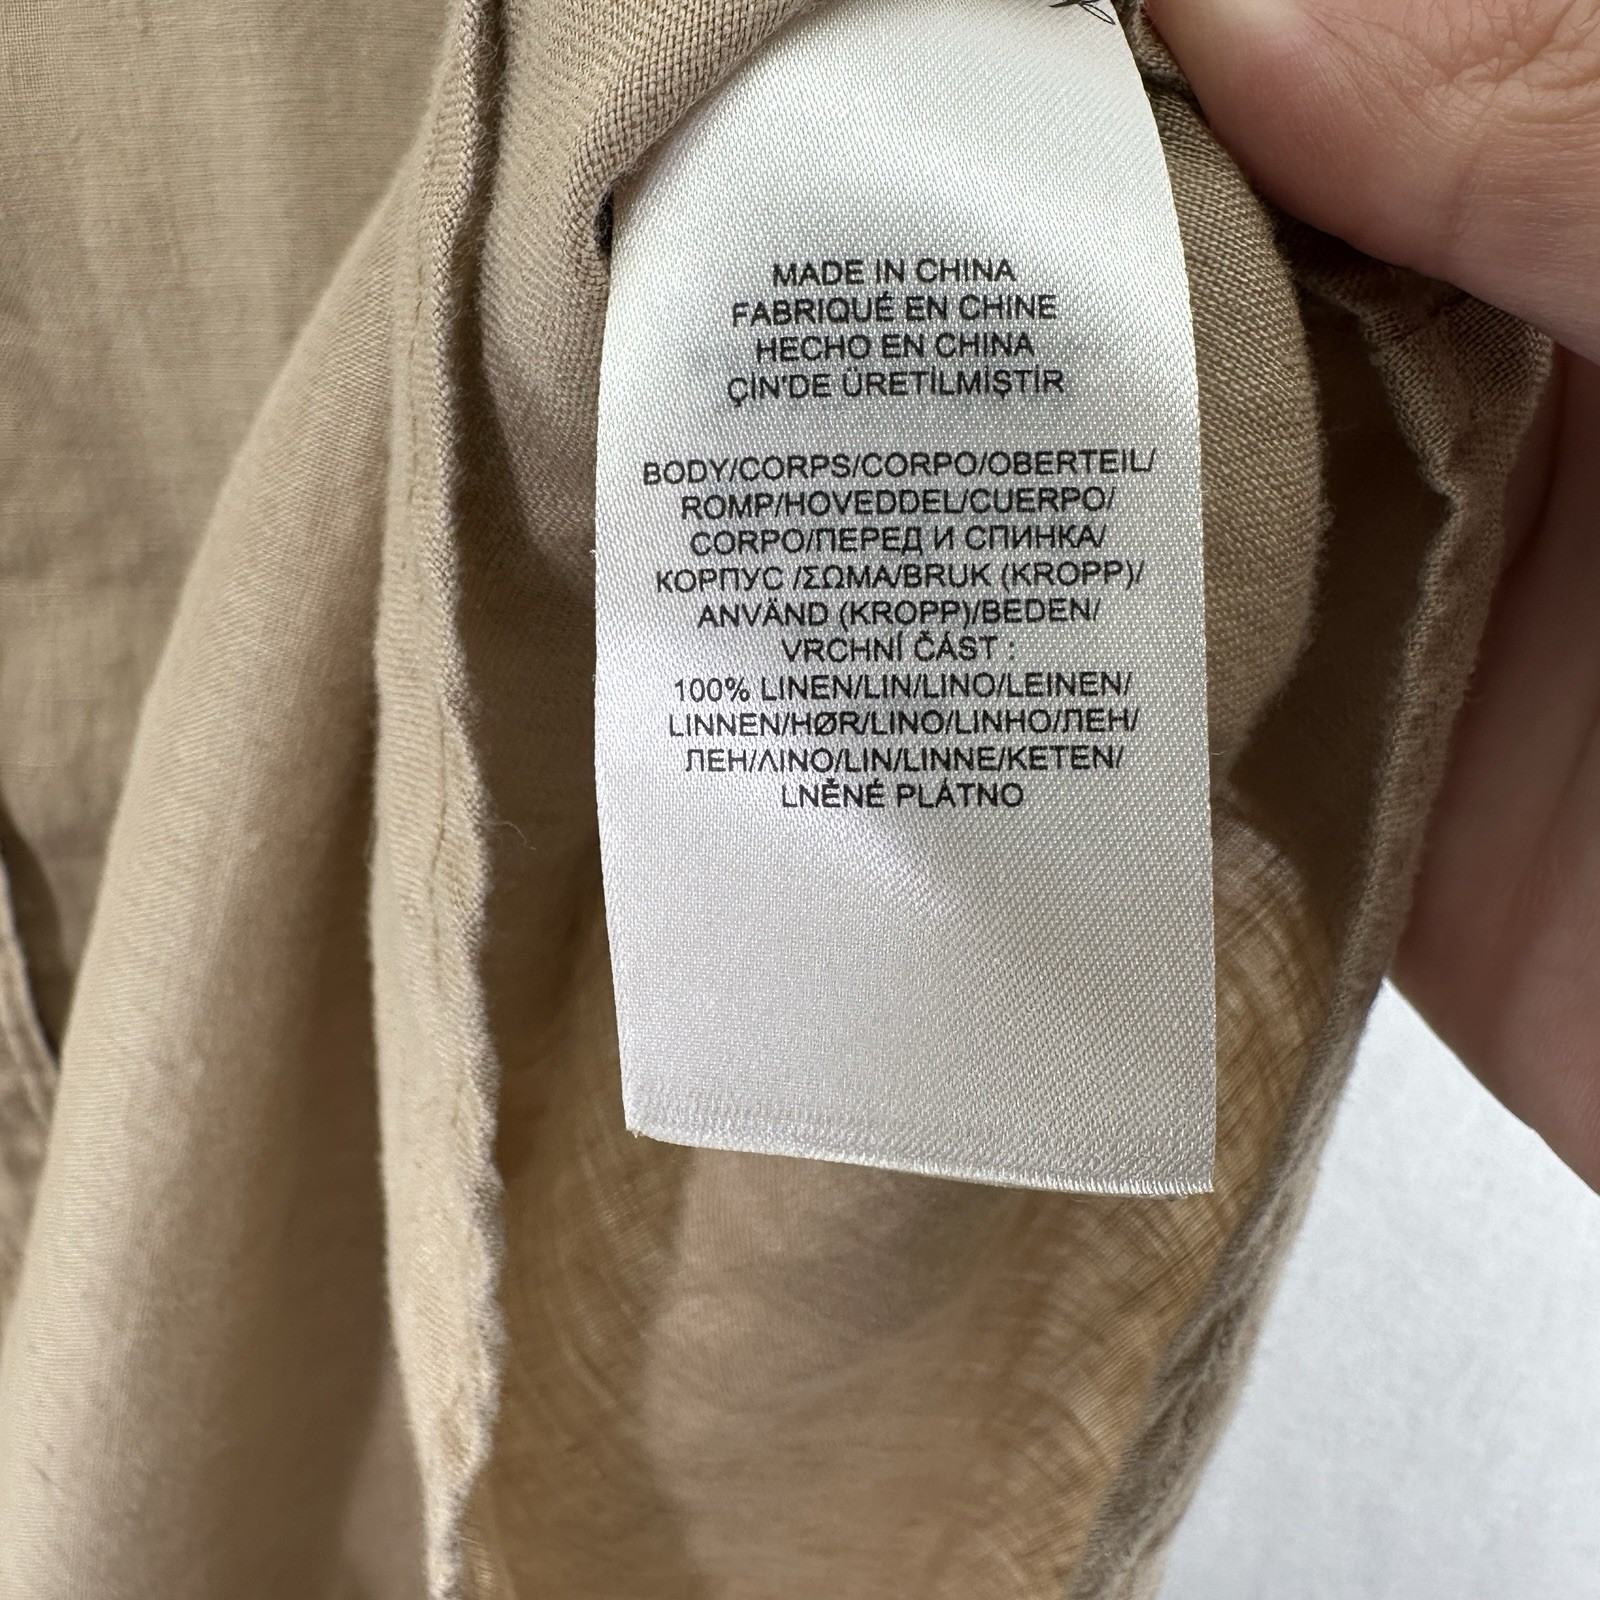 MADE IN CHINA
FABRIQUÉ EN CHINE
HECHO EN CHINA
ÇİN'DE ÜRETİLMİŞTİR
BODY/CORPS/CORPO/OBERTEIL/
ROMP/HOVEDDEL/CUERPO/
CORPO/ПЕРЕД И СПИНКА/
КОРПУС /ΣΩΜΑ/BRUK (KROPP)/
ANVÄND (KROPP)/BEDEN/
VRCHNÍ ČÁST :
100% LINEN/LIN/LINO/LEINEN/
LINNEN/HØR/LINO/LINHO/ЛЕН/
ЛЕН/ΛΙΝΟ/LIN/LINNE/KETEN/
LNĚNÉ PLÁTNO